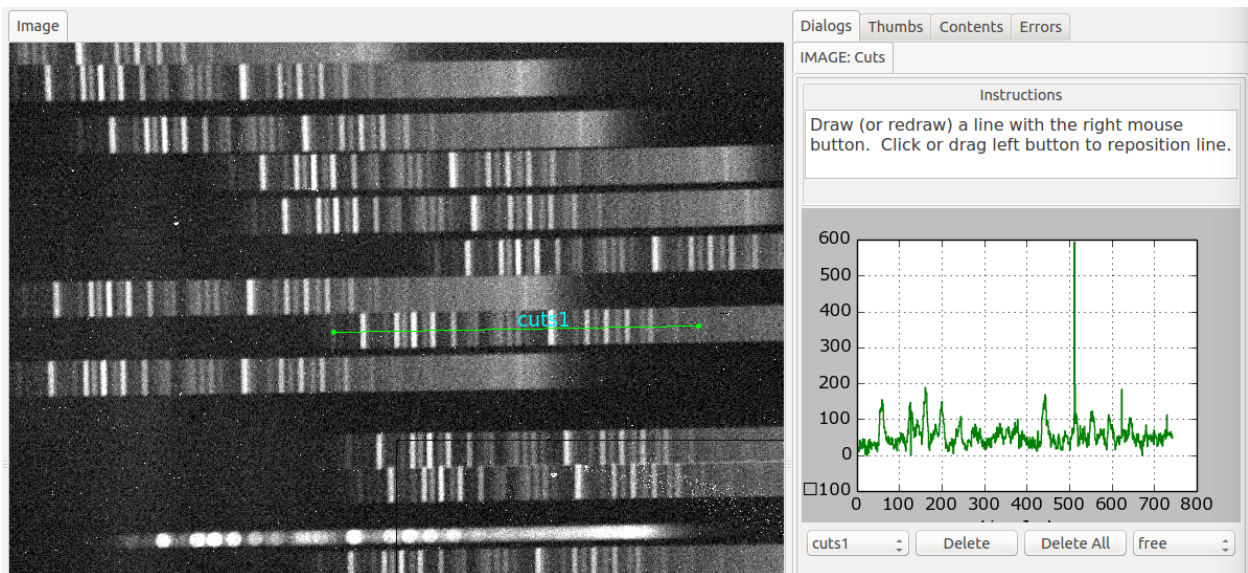 Image
Dialogs Thumbs Contents Errors
IMAGE: Cuts
Instructions
Draw (or redraw) a line with the right mouse
button. Click or drag left button to reposition line.
cuts1
600
500
400
300
200
100
0
□100
0 100 200 300 400 500 600 700 800
cuts1 Delete Delete All free